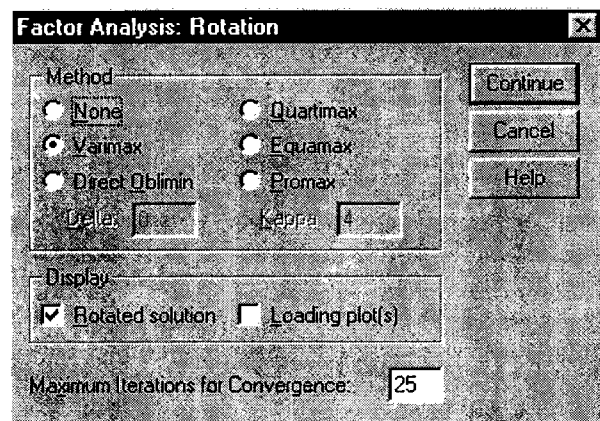 Factor Analysis: Rotation
Method
None
Quartimax
Varimax
Equamax
Direct Oblimin
Promax
Delta: 0
Kappa 4
Continue
Cancel
Help
Display
Rotated solution
Loading plot(s)
Maximum Iterations for Convergence: 25